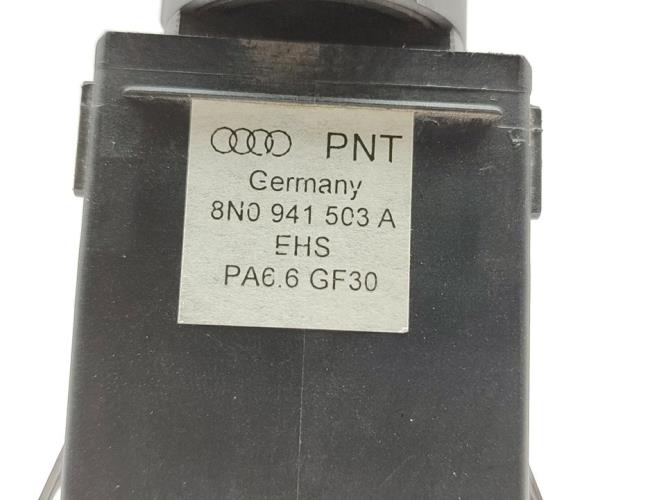 PNT
Germany
8N0 941 503 A
EHS
PA6.6 GF30